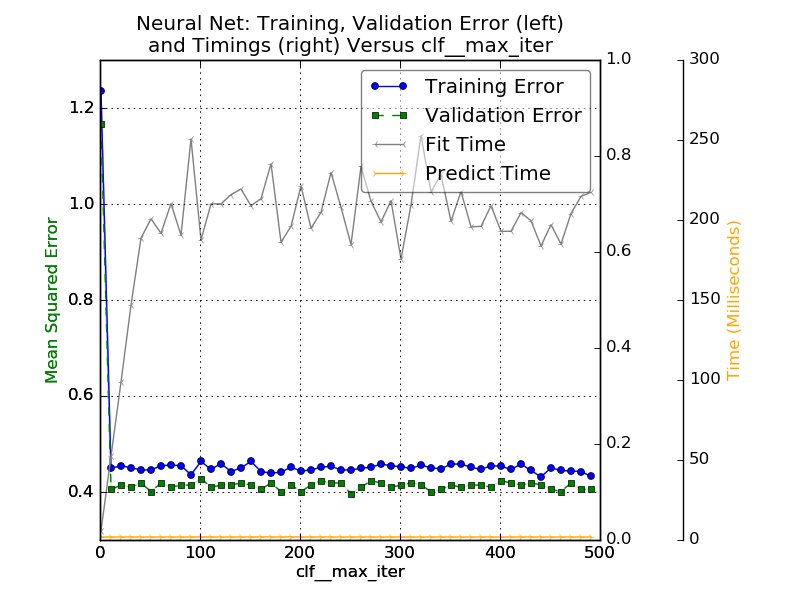 Neural Net: Training, Validation Error (left)
and Timings (right) Versus clf__max_iter
Training Error
Validation Error
Fit Time
Predict Time
Mean Squared Error
1.2
1.0
0.8
0.6
0.4
0
100
200
300
400
500
clf__max_iter
1.0
0.8
0.6
0.4
0.2
0.0
300
250
200
150
100
50
0
Time (Milliseconds)